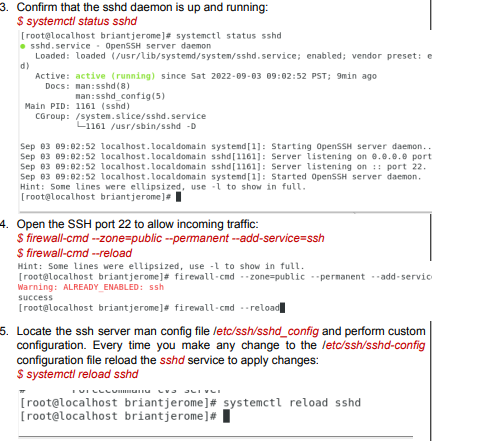 3. Confirm that the sshd daemon is up and running:
$ systemctl status sshd
[root@localhost briantjerome]# systemctl status sshd
● sshd.service - OpenSSH server daemon
Loaded: loaded (/usr/lib/systemd/system/sshd.service; enabled; vendor preset: e
d)
Active: active (running) since Sat 2022-09-03 09:02:52 PST; 9min ago
Docs: man:sshd(8)
man:sshd_config(5)
Main PID: 1161 (sshd)
CGroup: /system.slice/sshd.service
└─1161 /usr/sbin/sshd -D
Sep 03 09:02:52 localhost.localdomain systemd[1]: Starting OpenSSH server daemon..
Sep 03 09:02:52 localhost.localdomain sshd[1161]: Server listening on 0.0.0.0 port
Sep 03 09:02:52 localhost.localdomain sshd[1161]: Server listening on :: port 22.
Sep 03 09:02:52 localhost.localdomain systemd[1]: Started OpenSSH server daemon.
Hint: Some lines were ellipsized, use -l to show in full.
[root@localhost briantjerome]#
4. Open the SSH port 22 to allow incoming traffic:
$ firewall-cmd --zone=public --permanent --add-service=ssh
$ firewall-cmd --reload
Hint: Some lines were ellipsized, use -l to show in full.
[root@localhost briantjerome]# firewall-cmd --zone=public --permanent --add-servic
Warning: ALREADY_ENABLED: ssh
success
[root@localhost briantjerome]# firewall-cmd --reload
5. Locate the ssh server man config file /etc/ssh/sshd_config and perform custom
configuration. Every time you make any change to the /etc/ssh/sshd-config
configuration file reload the sshd service to apply changes:
$ systemctl reload sshd
[root@localhost briantjerome]# systemctl reload sshd
[root@localhost briantjerome]#